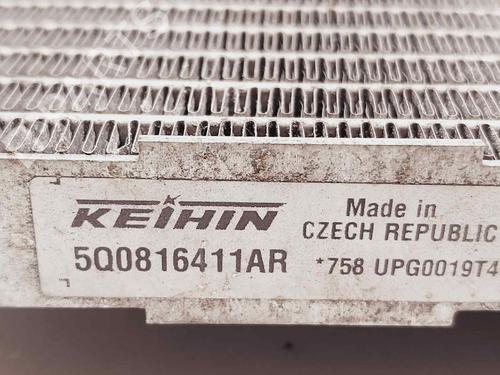 KEIHIN
5Q0816411AR
Made in
CZECH REPUBLIC
*758 UPG0019T4